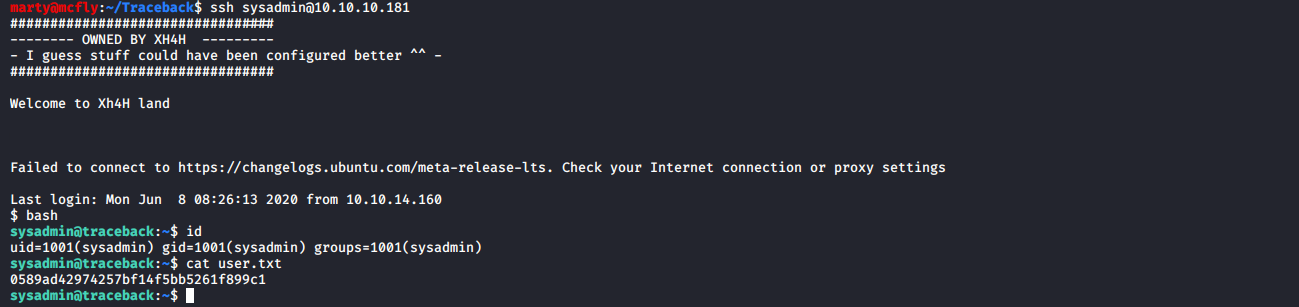 marty@mcfly:~/Traceback$ ssh sysadmin@10.10.10.181
#################################
-------- OWNED BY XH4H  ---------
- I guess stuff could have been configured better ^^ -
#################################
Welcome to Xh4H land
Failed to connect to https://changelogs.ubuntu.com/meta-release-lts. Check your Internet connection or proxy settings
Last login: Mon Jun  8 08:26:13 2020 from 10.10.14.160
$ bash
sysadmin@traceback:~$ id
uid=1001(sysadmin) gid=1001(sysadmin) groups=1001(sysadmin)
sysadmin@traceback:~$ cat user.txt
0589ad42974257bf14f5bb5261f899c1
sysadmin@traceback:~$